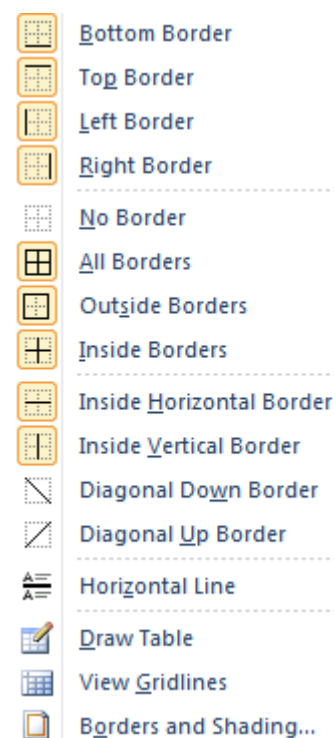 Bottom Border
Top Border
Left Border
Right Border
No Border
All Borders
Outside Borders
Inside Borders
Inside Horizontal Border
Inside Vertical Border
Diagonal Down Border
Diagonal Up Border
Horizontal Line
Draw Table
View Gridlines
Borders and Shading...